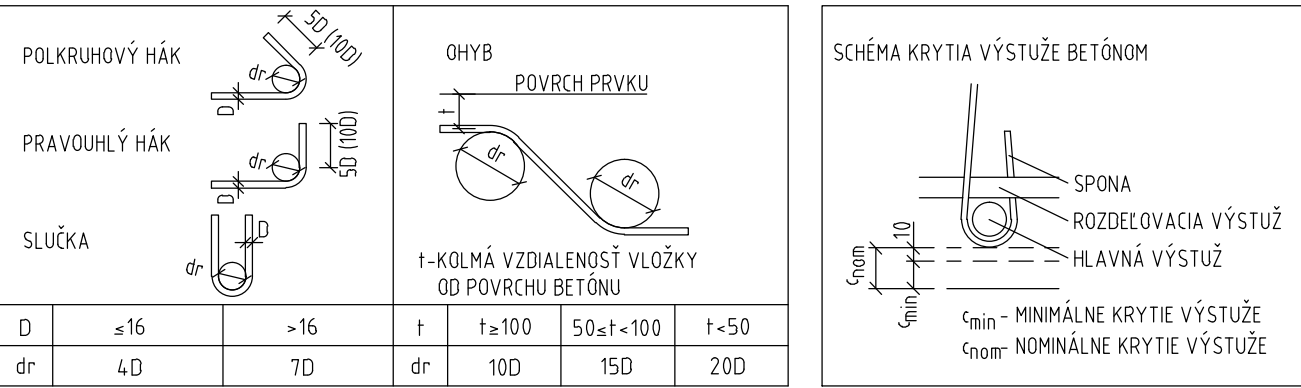 POLKRUHOVÝ HÁK
5D (10D)
dr
D
PRAVOUHLÝ HÁK
5D (10D)
dr
D
SLUČKA
D
dr
OHYB
POVRCH PRVKU
t
dr
dr
t-KOLMÁ VZDIALENOSŤ VLOŽKY
OD POVRCHU BETÓNU
D ≤16 >16 t t≥100 50≤t<100 t<50
dr 4D 7D dr 10D 15D 20D
SCHÉMA KRYTIA VÝSTUŽE BETÓNOM
SPONA
ROZDEĽOVACIA VÝSTUŽ
HLAVNÁ VÝSTUŽ
10
cnom
cmin
cmin - MINIMÁLNE KRYTIE VÝSTUŽE
cnom- NOMINÁLNE KRYTIE VÝSTUŽE